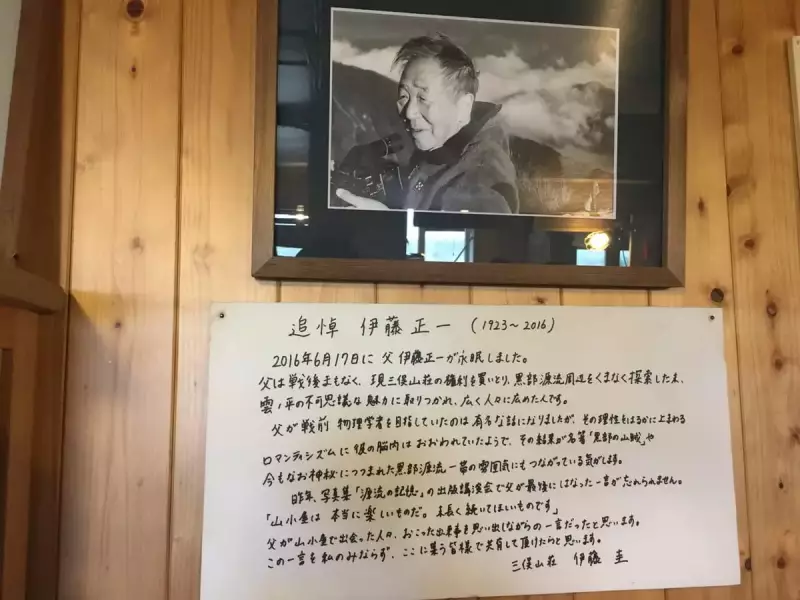 追悼 伊藤正一 (1923〜2016)
2016年6月17日に 父 伊藤正一が永眠しました。
父は戦後まもなく、現三俣山荘の権利を買いとり、黒部源流周辺をくまなく探索したま、
雲ノ平の不可思議な魅力に取りつかれ、広く人々に広めた人です。
父が戦前 物理学者を目指していたのは有名な話になりましたが、その理性をはるかに上まわる
ロマンティシズムに彼の脳内はおおわれていたようで、その結果が名著「黒部の山賊」や
今もなお神秘につつまれた黒部源流一帯の雰囲気にもつながっている気がします。
昨年、写真集「源流の記憶」の出版講演会で父が最後にはなった一言が忘れられません。
「山小屋は 本当に楽しいものだ。末長く続いてほしいものです」
父が山小屋で出会った人々、おこった出来事を思い出しながらの一言だったと思います。
この一言を私のみならず、ここに集う皆様で共有して頂けたらと思います。
三俣山荘 伊藤 圭